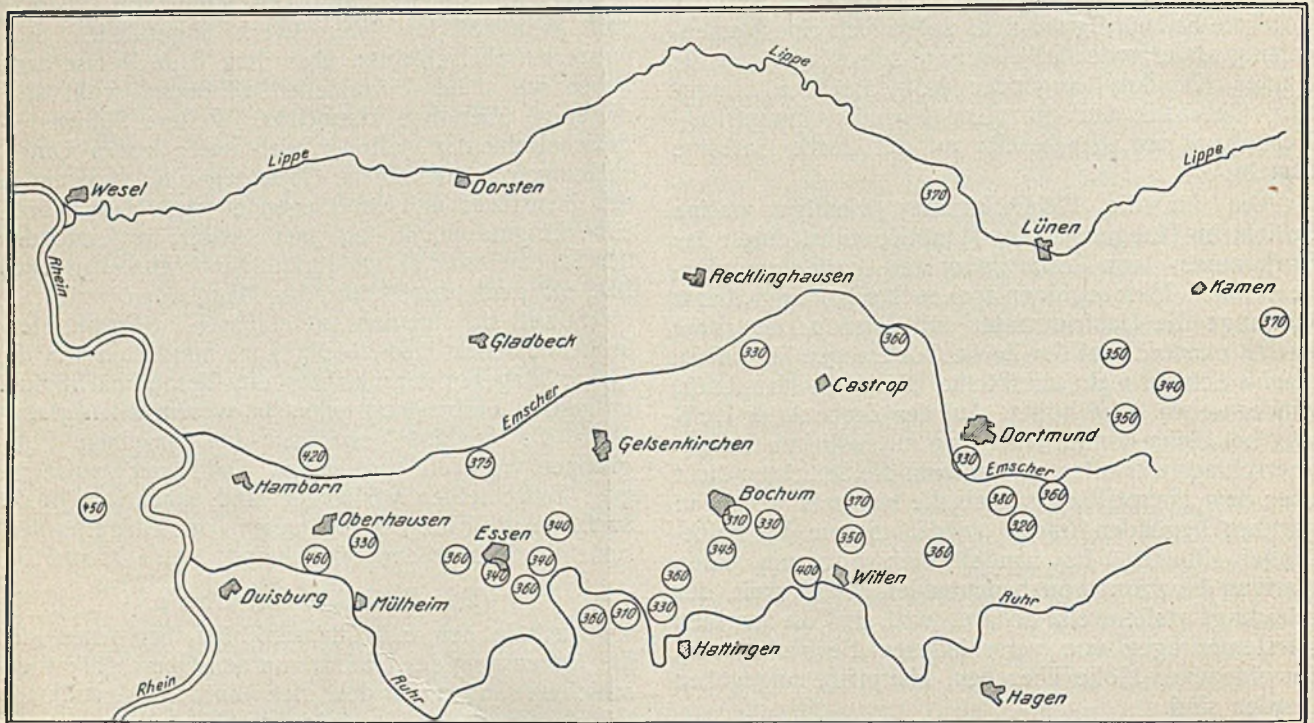 Lippe
Lippe
Lippe
Wesel
Dorsten
370
Lünen
Rhein
Recklinghausen
Kamen
370
Gladbeck
330
360
350
Castrop
340
Emscher
350
Gelsenkirchen
Dortmund
420
375
330
Emscher
Hamborn
450
Bochum
370
380
360
Oberhausen
340
310
330
320
330
Essen
350
460
360
340
345
360
340
360
400
Witten
Duisburg
Mülheim
360
310
330
360
Ruhr
Hattingen
Rhein
Ruhr
Hagen